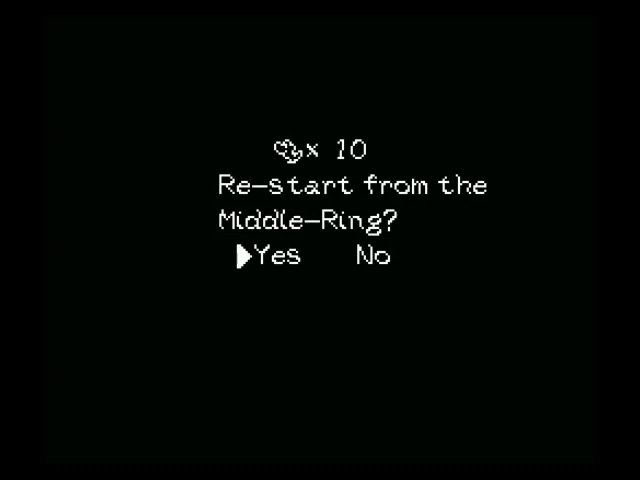 x 10
Re-start from the
Middle-Ring?
Yes No